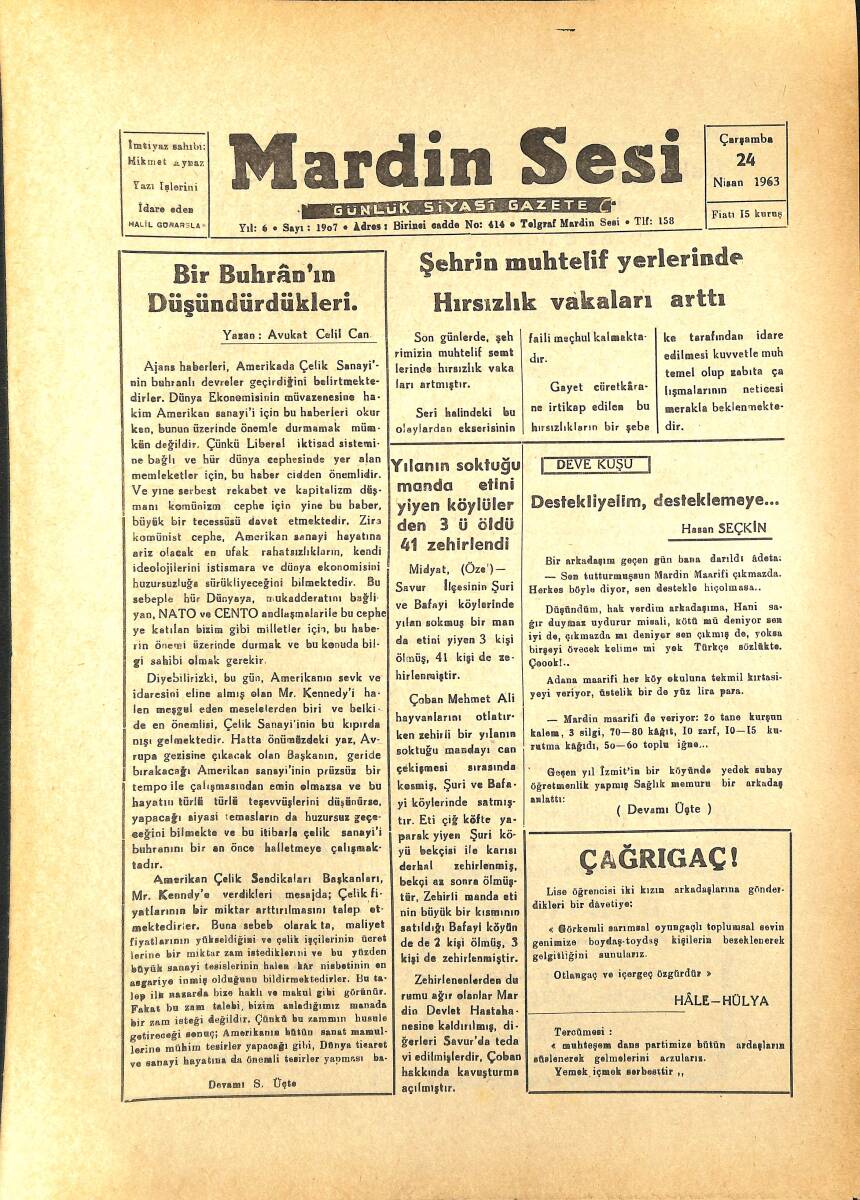 İmtiyaz sahibi:
Hikmet Aynaz
Yazı İşlerini
İdare eden
HALİL GÜNARSLA
Mardin Sesi
GÜNLÜK SİYASİ GAZETE
Yıl: 6 • Sayı : 19o7 • Adres : Birinci cadde No: 414 • Telgraf Mardin Sesi • Tlf: 158
Çarşamba
24
Nisan 1963
Fiatı 15 kuruş
Bir Buhrân'ın
Düşündürdükleri.
Yazan : Avukat Celil Can
Ajans haberleri, Amerikada Çelik Sanayi'-
nin buhranlı devreler geçirdiğini belirtmekte-
dirler. Dünya Ekonomisinin müvazenesine ha-
kim Amerikan sanayi'i için bu haberleri okur
ken, bunun üzerinde önemle durmamak müm-
kün değildir. Çünkü Liberal iktisad sistemi-
ne bağlı ve hür dünya cephesinde yer alan
memleketler için, bu haber cidden önemlidir.
Ve yine serbest rekabet ve kapitalizm düş-
manı komünizm cephe için yine bu haber,
büyük bir tecessüsü davet etmektedir, Zira
komünist cephe, Amerikan sanayi hayatına
ariz olacak en ufak rahatsızlıkların, kendi
ideolojilerini istismara ve dünya ekonomisini
huzursuzluğa sürükliyeceğini bilmektedir. Bu
sebeple hür Dünyaya, mukadderatını bağlı-
yan, NATO ve CENTO andlaşmalarile bu cephe
ye katılan bizim gibi milletler için, bu habe-
rin önemi üzerinde durmak ve bu konuda bil-
gi sahibi olmak gerekir.
Diyebilirizki, bu gün, Amerikanın sevk ve
idaresini eline almış olan Mr. Kennedy'i ha-
len meşgul eden meselelerden biri ve belki-
de en önemlisi, Çelik Sanayi'inin bu kıpırda
nışı gelmektedir. Hatta önümüzdeki yaz, Av-
rupa gezisine çıkacak olan Başkanın, geride
bırakacağı Amerikan sanayi'inin prüzsüz bir
tempo ile çalışmasından emin olmazsa ve bu
hayatın türlü türlü teşevvüşlerini düşünürse,
yapacağı siyasi temasların da huzursuz geçe-
ceğini bilmekte ve bu itibarla çelik sanayi'i
buhranını bir an önce halletmeye çalışmak-
tadır.
Amerikan Çelik Sendikaları Başkanları,
Mr. Kenndy'e verdikleri mesajda; Çelik fi-
yatlarının bir miktar arttırılmasını talep et-
mektedirler. Buna sebeb olarak ta, maliyet
fiyatlarının yükseldiğini ve çelik işçilerinin ücret
lerine bir miktar zam istediklerini ve bu yüzden
büyük sanayi tesislerinin halen kâr nisbetinin en
asgariye inmiş olduğunu bildirmektedirler. Bu ta-
lep ilk nazarda bize haklı ve makul gibi görünür.
Fakat bu zam talebi, bizim anladığımız manada
bir zam isteği değildir. Çünkü bu zammın husule
getireceği sonuç; Amerikanın bütün sanat mamul-
lerine mühim tesirler yapacağı gibi, Dünya ticaret
ve sanayi hayatına da önemli tesirler yapması ba-
Devamı S. Üçte
Şehrin muhtelif yerlerinde
Hırsızlık vakaları arttı
Son günlerde, şeh
rimizin muhtelif semt
lerinde hırsızlık vaka
ları artmıştır.
Seri halindeki bu
olaylardan ekserisinin
faili meçhul kalmakta-
dır.
Gayet cüretkâra-
ne irtikap edilen bu
hırsızlıkların bir şebe
ke tarafından idare
edilmesi kuvvetle muh
temel olup zabıta ça
lışmalarının neticesi
merakla beklenmekte-
dir.
Yılanın soktuğu
manda etini
yiyen köylüler
den 3 ü öldü
41 zehirlendi
Midyat, (Öze')—
Savur İlçesinin Şuri
ve Bafayi köylerinde
yılan sokmuş bir man
da etini yiyen 3 kişi
ölmüş, 41 kişi de ze-
hirlenmiştir.
Çoban Mehmet Ali
hayvanlarını otlatır-
ken zehirli bir yılanın
soktuğu mandayı can
çekişmesi sırasında
kesmiş, Şuri ve Bafa-
yi köylerinde satmış-
tır. Eti çiğ köfte ya-
parak yiyen Şuri kö-
yü bekçisi ile karısı
derhal zehirlenmiş,
bekçi az sonra ölmüş-
tür, Zehirli manda eti
nin büyük bir kısmının
satıldığı Bafayi köyün
de de 2 kişi ölmüş, 3
kişi de zehirlenmiştir.
Zehirlenenlerden du
rumu ağır olanlar Mar
din Devlet Hastaha-
nesine kaldırılmış, di-
ğerleri Savur'da teda
vi edilmişlerdir, Çoban
hakkında kavuşturma
açılmıştır.
DEVE KUŞU
Destekliyelim, desteklemeye...
Hasan SEÇKİN
Bir arkadaşım geçen gün bana darıldı âdeta:
— Sen tutturmuşsun Mardin Maarifi çıkmazda.
Herkes böyle diyor, sen destekle hiçolmasa..
Düşündüm, hak verdim arkadaşıma, Hani sa-
ğır duymaz uydurur misali, kötü mü deniyor sen
iyi de, çıkmazda mı deniyor sen çıkmış de, yoksa
birşeyi övecek kelime mi yok Türkçe sözlükte.
Çoook!..
Adana maarifi her köy okuluna tekmil kırtasi-
yeyi veriyor, üstelik bir de yüz lira para.
— Mardin maarifi de veriyor: 2o tane kurşun
kalem, 3 silgi, 70—80 kâğıt, 10 zarf, 10—15 ku-
rutma kâğıdı, 5o—60 toplu iğne...
Geçen yıl İzmit'in bir köyünde yedek subay
öğretmenlik yapmış Sağlık memuru bir arkadaş
anlattı:
( Devamı Üşte )
ÇAĞRIGAÇ!
Lise öğrencisi iki kızın arkadaşlarına gönder-
dikleri bir davetiye:
« Görkemli sarımsal oyungaçlı toplumsal sevin
genimize boydaş-toydaş kişilerin bezeklenerek
gelgitliğini sunularız.
Otlangaç ve içergeç özgürdür »
HÂLE—HÜLYA
Tercümesi :
« muhteşem dans partimize bütün ardaşların
süslenerek gelmelerini arzularız.
Yemek içmek serbesttir ,,